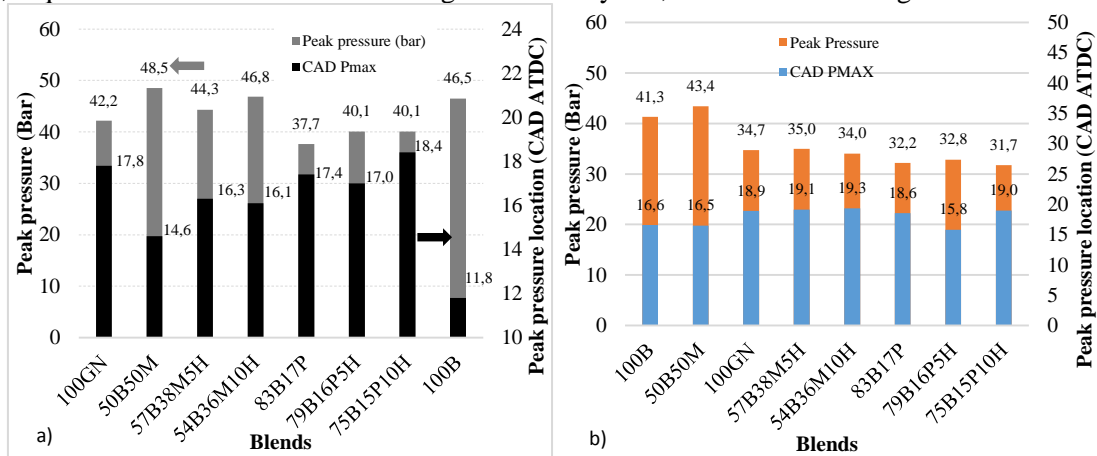 Peak pressure (bar)
CAD Pmax
Peak pressure (Bar)
60
50
40
30
20
10
0
42,2
48,5
44,3
46,8
37,7
40,1
40,1
46,5
17,8
14,6
16,3
16,1
17,4
17,0
18,4
11,8
24
22
20
18
16
14
12
10
Peak pressure location (CAD ATDC)
100GN
50B50M
57B38M5H
54B36M10H
83B17P
79B16P5H
75B15P10H
100B
a)
Blends
Peak Pressure
CAD PMAX
Peak pressure (Bar)
60
50
40
30
20
10
0
41,3
43,4
34,7
35,0
34,0
32,2
32,8
31,7
16,6
16,5
18,9
19,1
19,3
18,6
15,8
19,0
50
45
40
35
30
25
20
15
10
5
0
Peak pressure location (CAD ATDC)
100B
50B50M
100GN
57B38M5H
54B36M10H
83B17P
79B16P5H
75B15P10H
b)
Blends